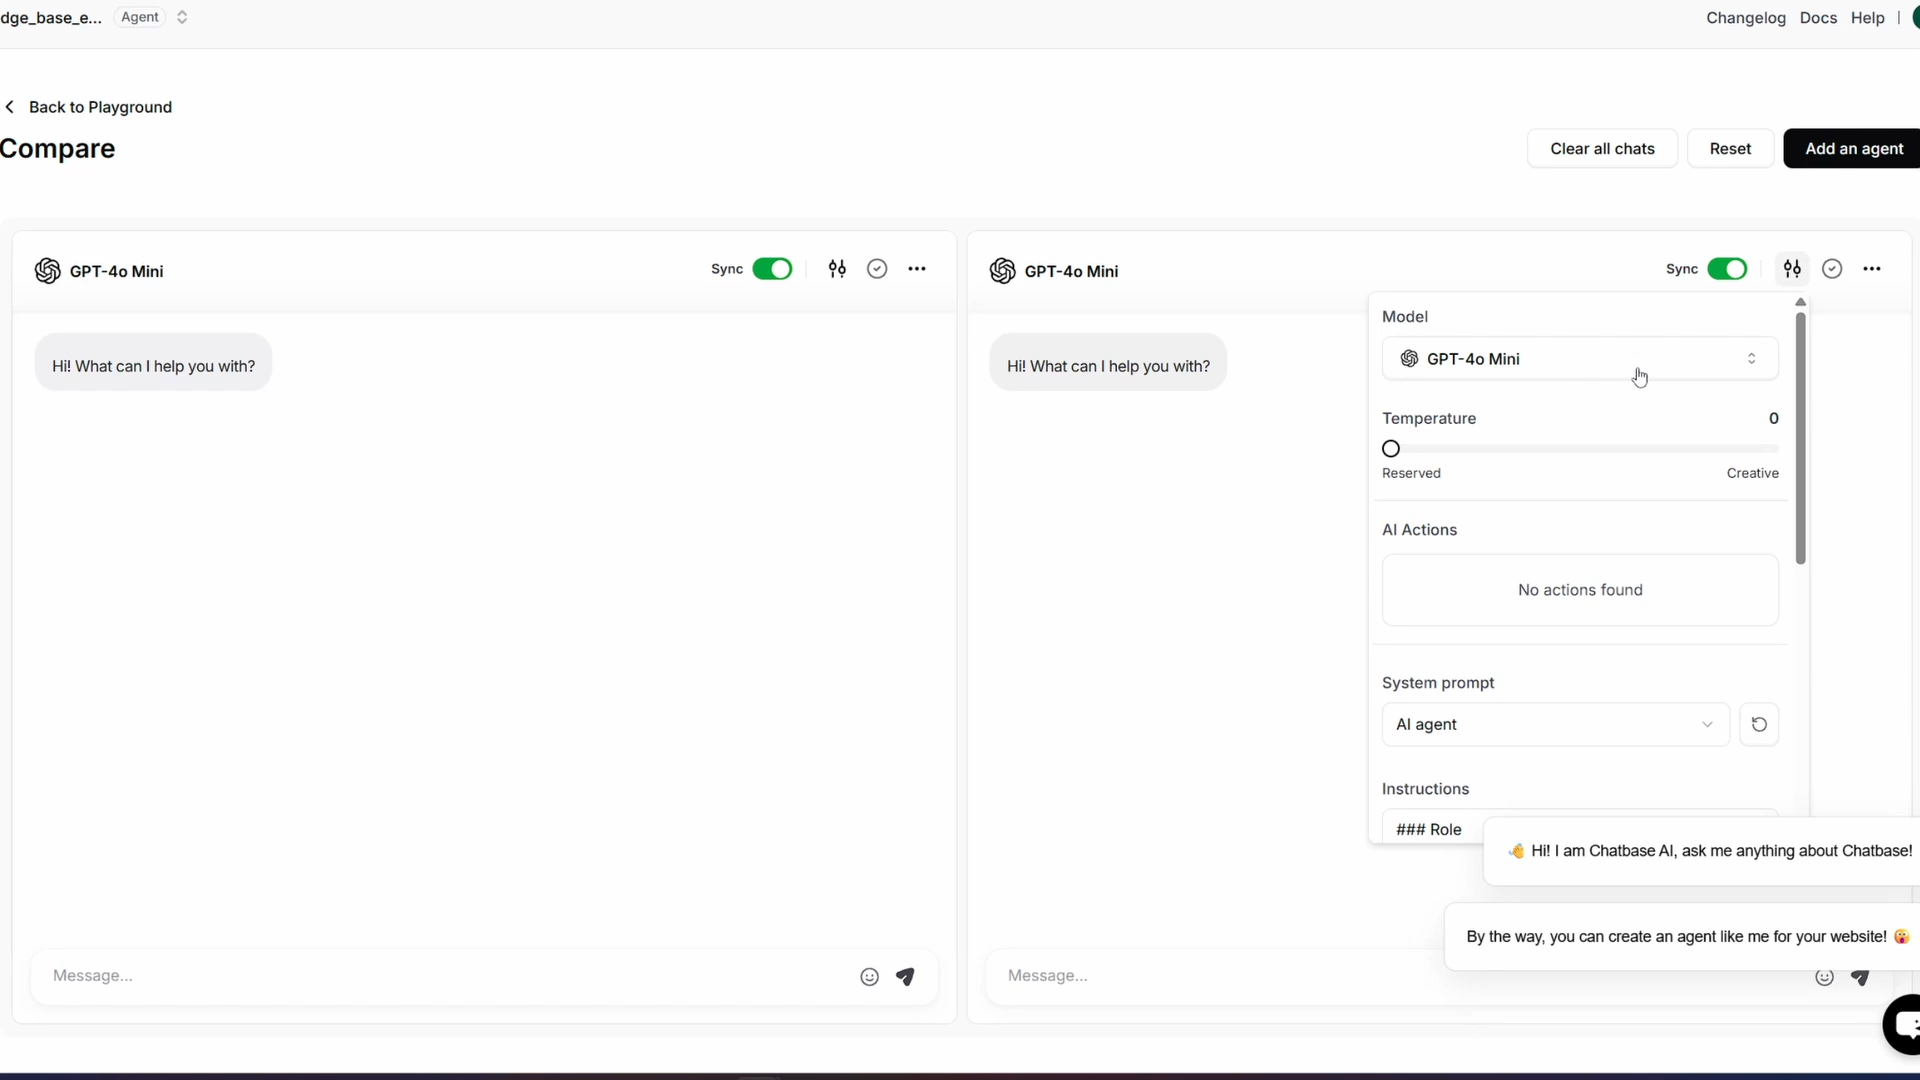 dge_base_e... Agent
Changelog Docs Help |
Back to Playground
Compare
Clear all chats
Reset
Add an agent
GPT-4o Mini
Sync
Hi! What can I help you with?
Message...
GPT-4o Mini
Sync
Hi! What can I help you with?
Model
GPT-4o Mini
Temperature 0
Reserved Creative
AI Actions
No actions found
System prompt
AI agent
Instructions
### Role
👋 Hi! I am Chatbase AI, ask me anything about Chatbase!
By the way, you can create an agent like me for your website! 😮
Message...